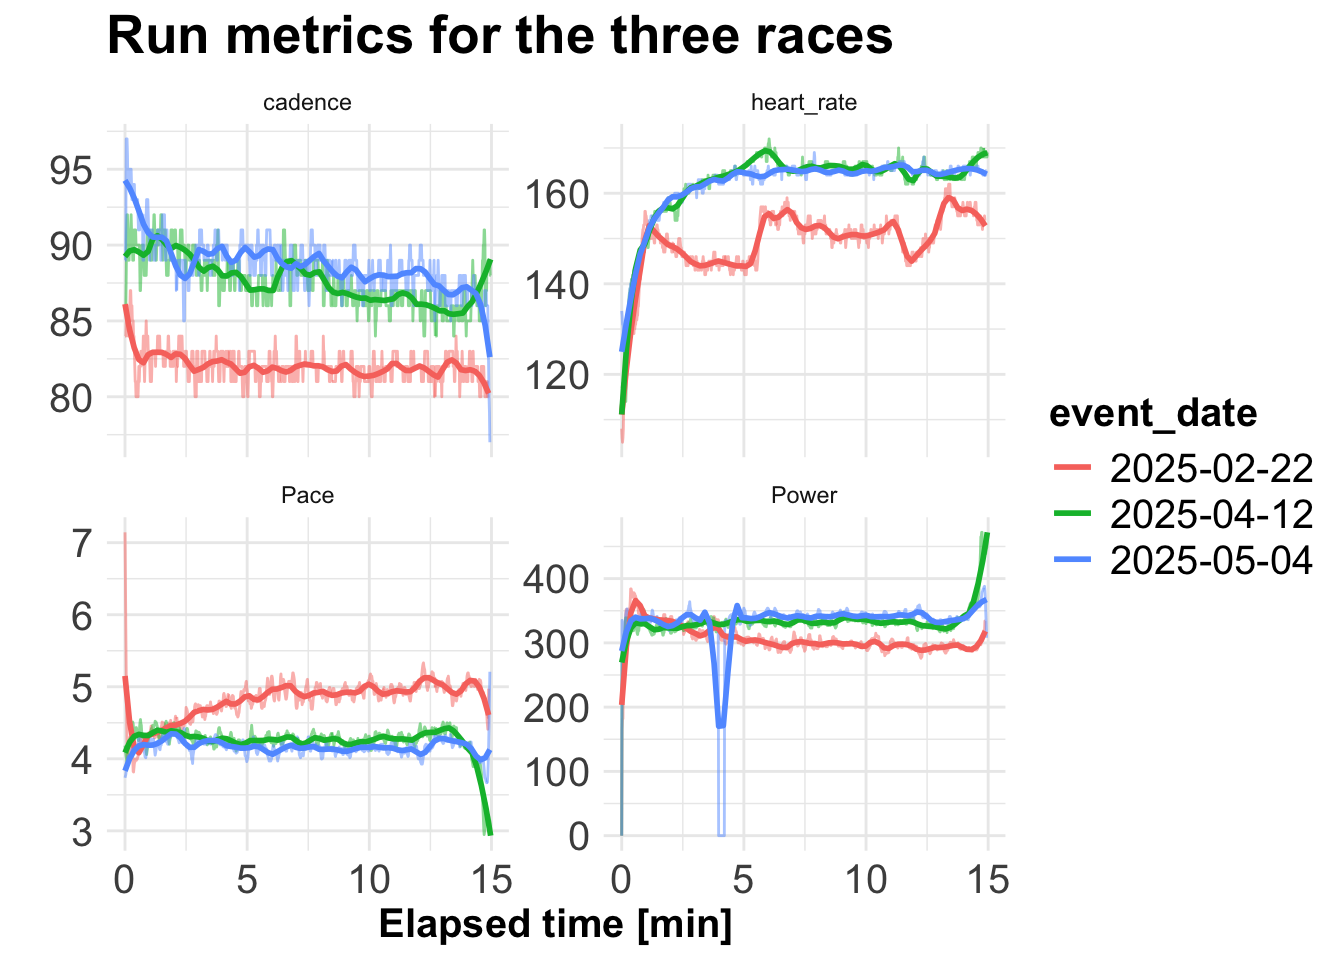 Run metrics for the three races
cadence
heart_rate
95
90
85
80
160
140
120
event_date
2025-02-22
2025-04-12
2025-05-04
Pace
Power
7
6
5
4
3
400
300
200
100
0
0 5 10 15
0 5 10 15
Elapsed time [min]